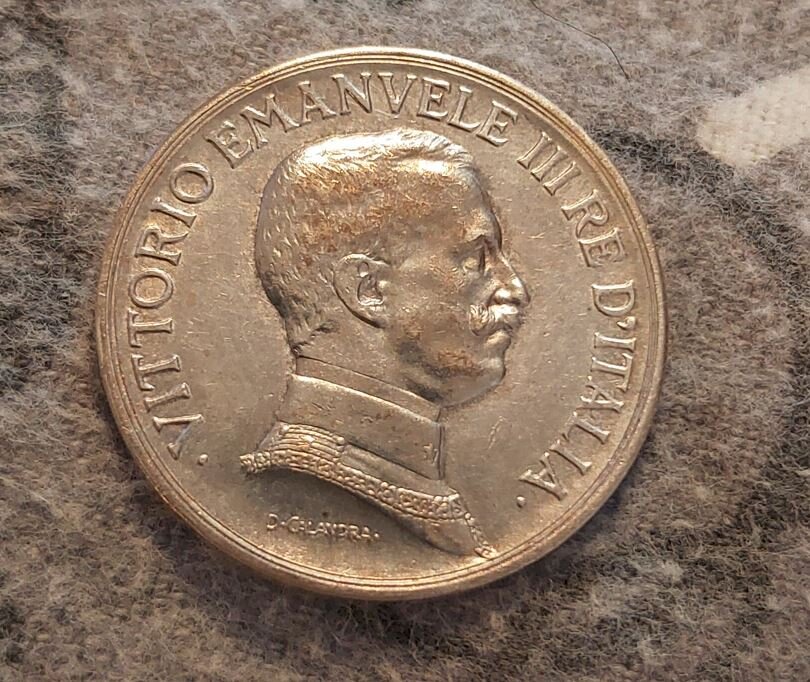 · VITTORIO EMANVELE III RE D'ITALIA ·
D · CALANDRA ·